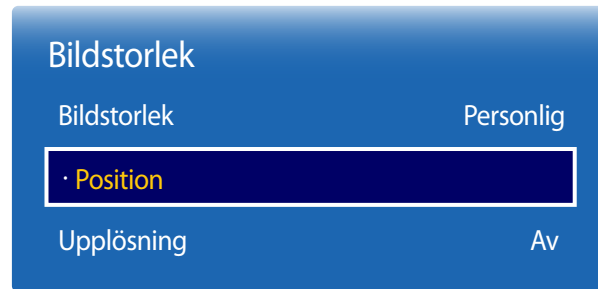 Bildstorlek
Bildstorlek Personlig
· Position
Upplösning Av